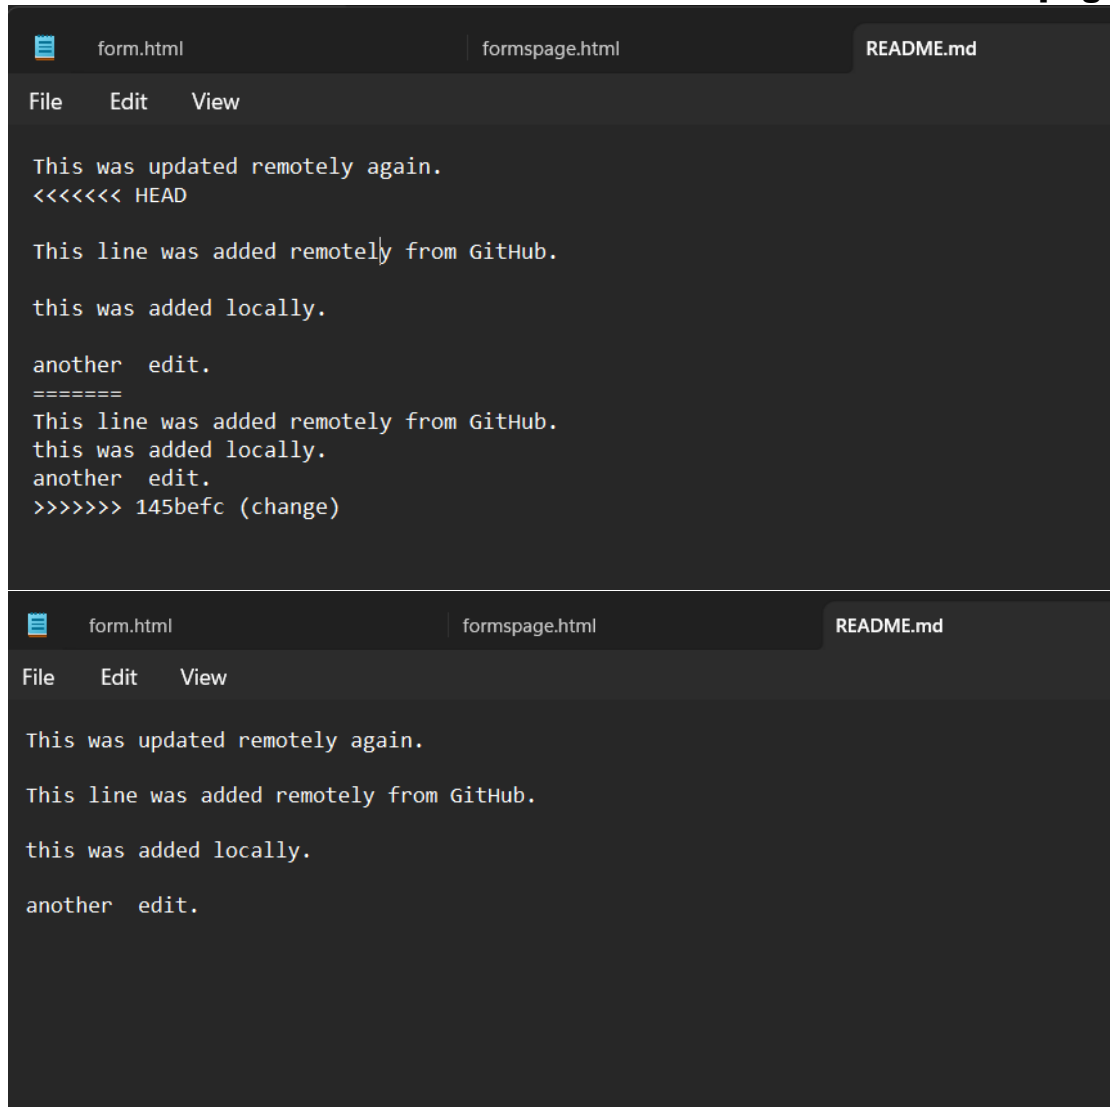 form.html formspage.html README.md
File Edit View
This was updated remotely again.
<<<<<<< HEAD
This line was added remotely from GitHub.
this was added locally.
another  edit.
=======
This line was added remotely from GitHub.
this was added locally.
another  edit.
>>>>>>> 145befc (change)
form.html formspage.html README.md
File Edit View
This was updated remotely again.
This line was added remotely from GitHub.
this was added locally.
another  edit.